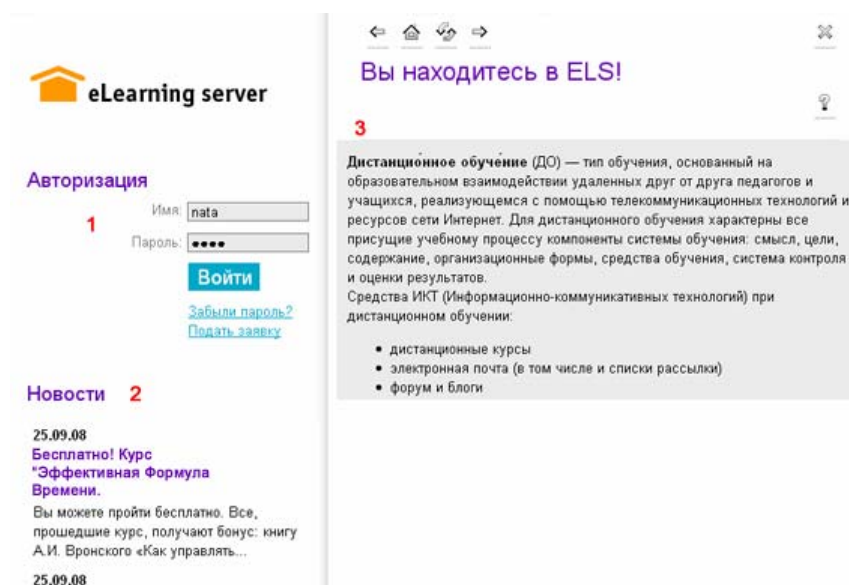 eLearning server
Авторизация
1
Имя: nata
Пароль: ●●●●
Войти
Забыли пароль?
Подать заявку
Новости 2
25.09.08
Бесплатно! Курс
"Эффективная Формула
Времени.
Вы можете пройти бесплатно. Все,
прошедшие курс, получают бонус: книгу
А.И. Вронского «Как управлять...
25.09.08
Вы находитесь в ELS!
?
3
Дистанцио́нное обуче́ние (ДО) — тип обучения, основанный на
образовательном взаимодействии удаленных друг от друга педагогов и
учащихся, реализующемся с помощью телекоммуникационных технологий и
ресурсов сети Интернет. Для дистанционного обучения характерны все
присущие учебному процессу компоненты системы обучения: смысл, цели,
содержание, организационные формы, средства обучения, система контроля
и оценки результатов.
Средства ИКТ (Информационно-коммуникативных технологий) при
дистанционном обучении:
• дистанционные курсы
• электронная почта (в том числе и списки рассылки)
• форум и блоги